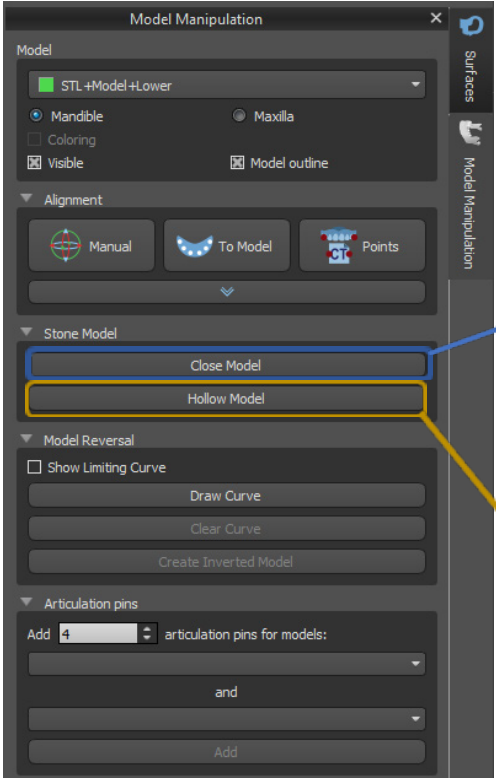 Model Manipulation
Model
STL+Model+Lower
Mandible
Maxilla
Coloring
Visible
Model outline
Alignment
Manual
To Model
CT
Points
Stone Model
Close Model
Hollow Model
Model Reversal
Show Limiting Curve
Draw Curve
Clear Curve
Create Inverted Model
Articulation pins
Add 4 articulation pins for models:
and
Add
Surfaces
Model Manipulation